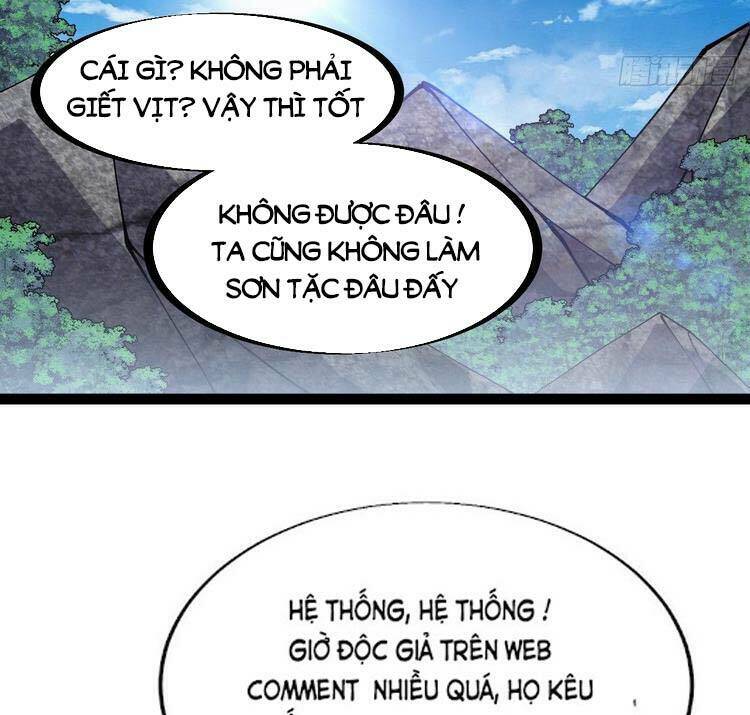 CÁI GÌ? KHÔNG PHẢI
GIẾT VỊT? VẬY THÌ TỐT
KHÔNG ĐƯỢC ĐÂU!
TA CŨNG KHÔNG LÀM
SƠN TẶC ĐÂU ĐẤY
HỆ THỐNG, HỆ THỐNG!
GIỜ ĐỘC GIẢ TRÊN WEB
COMMENT NHIỀU QUÁ, HỌ KÊU